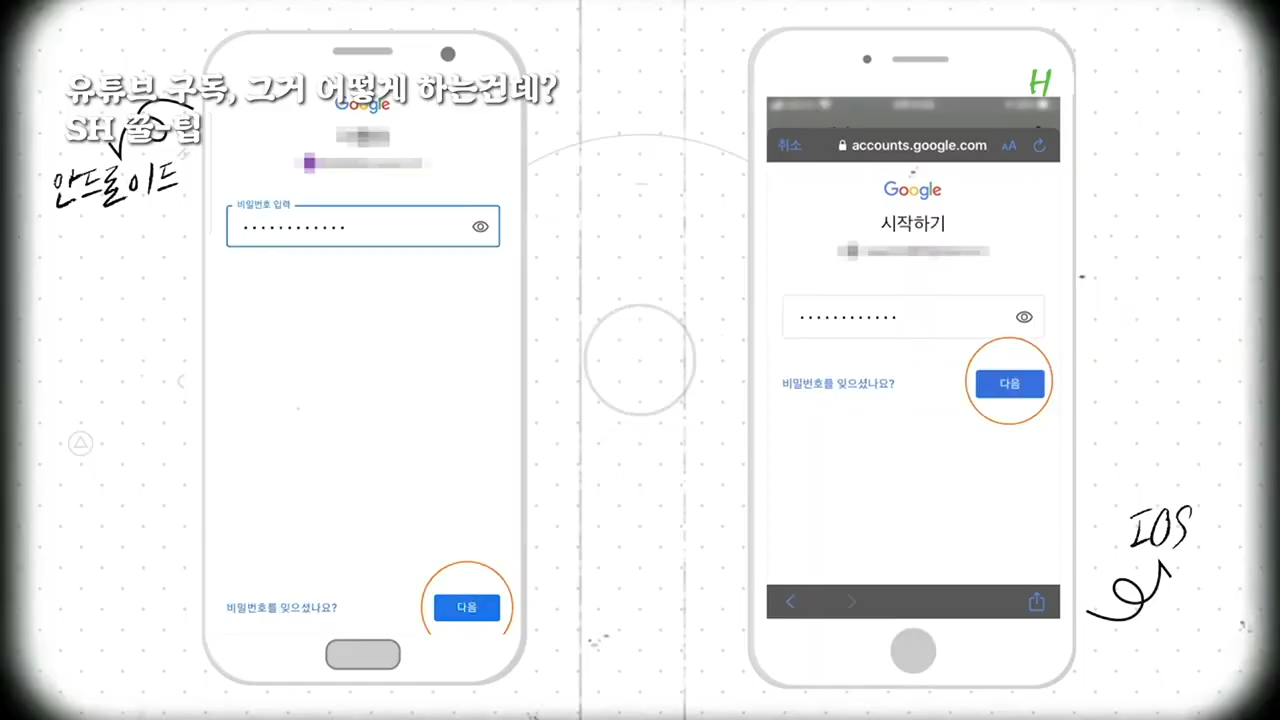 유튜브 구독, 그거 어떻게 하는건데?
SH 꿀-팁
안드로이드
Google
비밀번호 입력
비밀번호를 잊으셨나요?
다음
H
취소
accounts.google.com
AA
Google
시작하기
비밀번호를 잊으셨나요?
다음
IOS